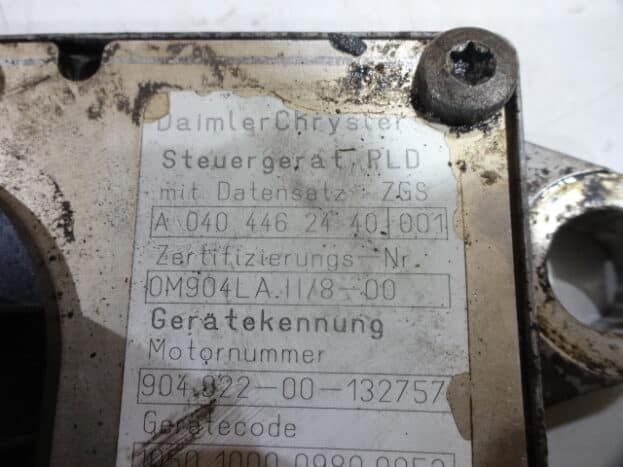 DaimlerChrysler
Steuergerät PLD
mit Datensatz ZGS
A 040 446 24 40 001
Zertifizierungs-Nr.
OM904LA.II/8-00
Gerätekennung
Motornummer
904.922-00-132757
Gerätecode